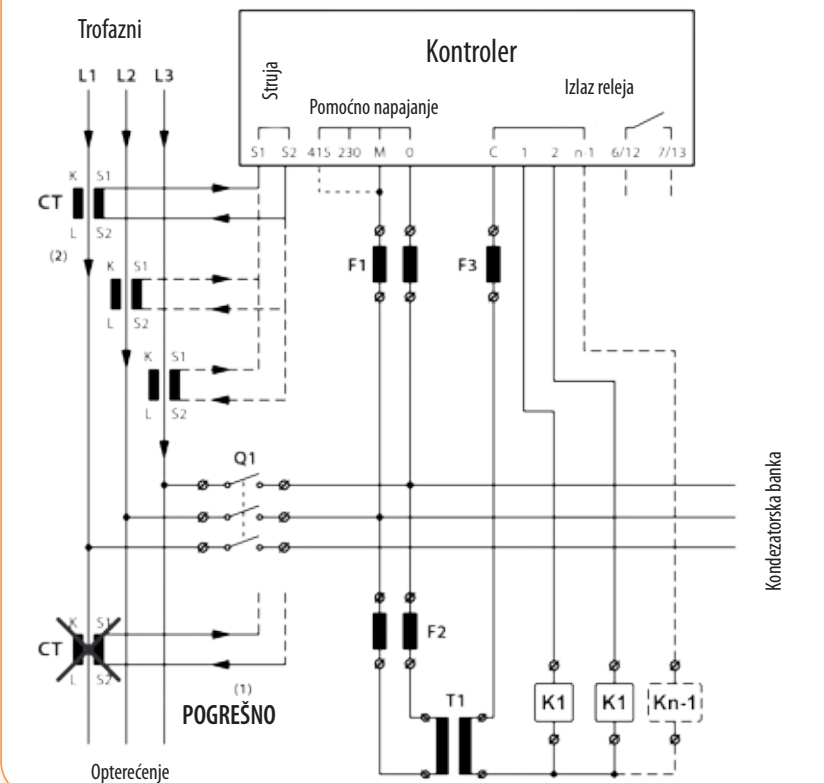 Trofazni
Kontroler
L1 L2 L3
Struja
Pomoćno napajanje
Izlaz releja
S1 S2 415 230 M 0 C 1 2 n-1 6/12 7/13
K S1
CT
L S2
(2)
K S1
L S2
K S1
L S2
F1
F3
Q1
Kondezatorska banka
K S1
CT
L S2
(1)
POGREŠNO
F2
T1
K1 K1 Kn-1
Opterećenje